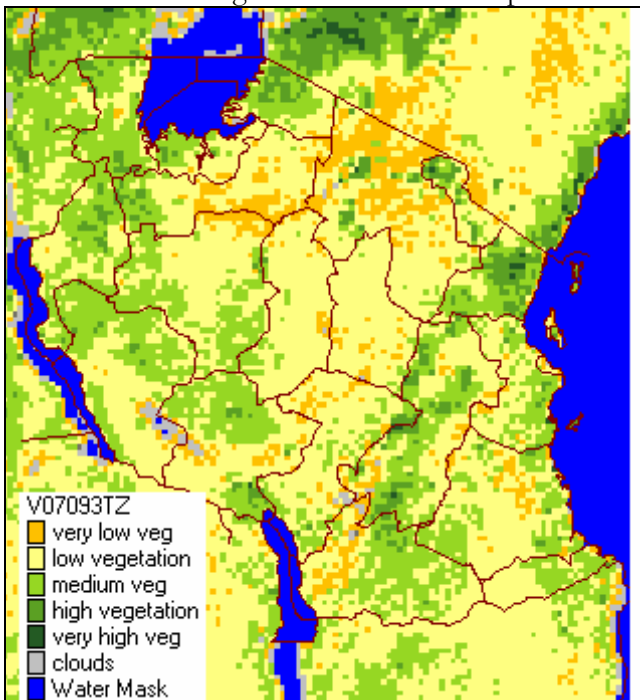 V07093TZ
very low veg
low vegetation
medium veg
high vegetation
very high veg
clouds
Water Mask